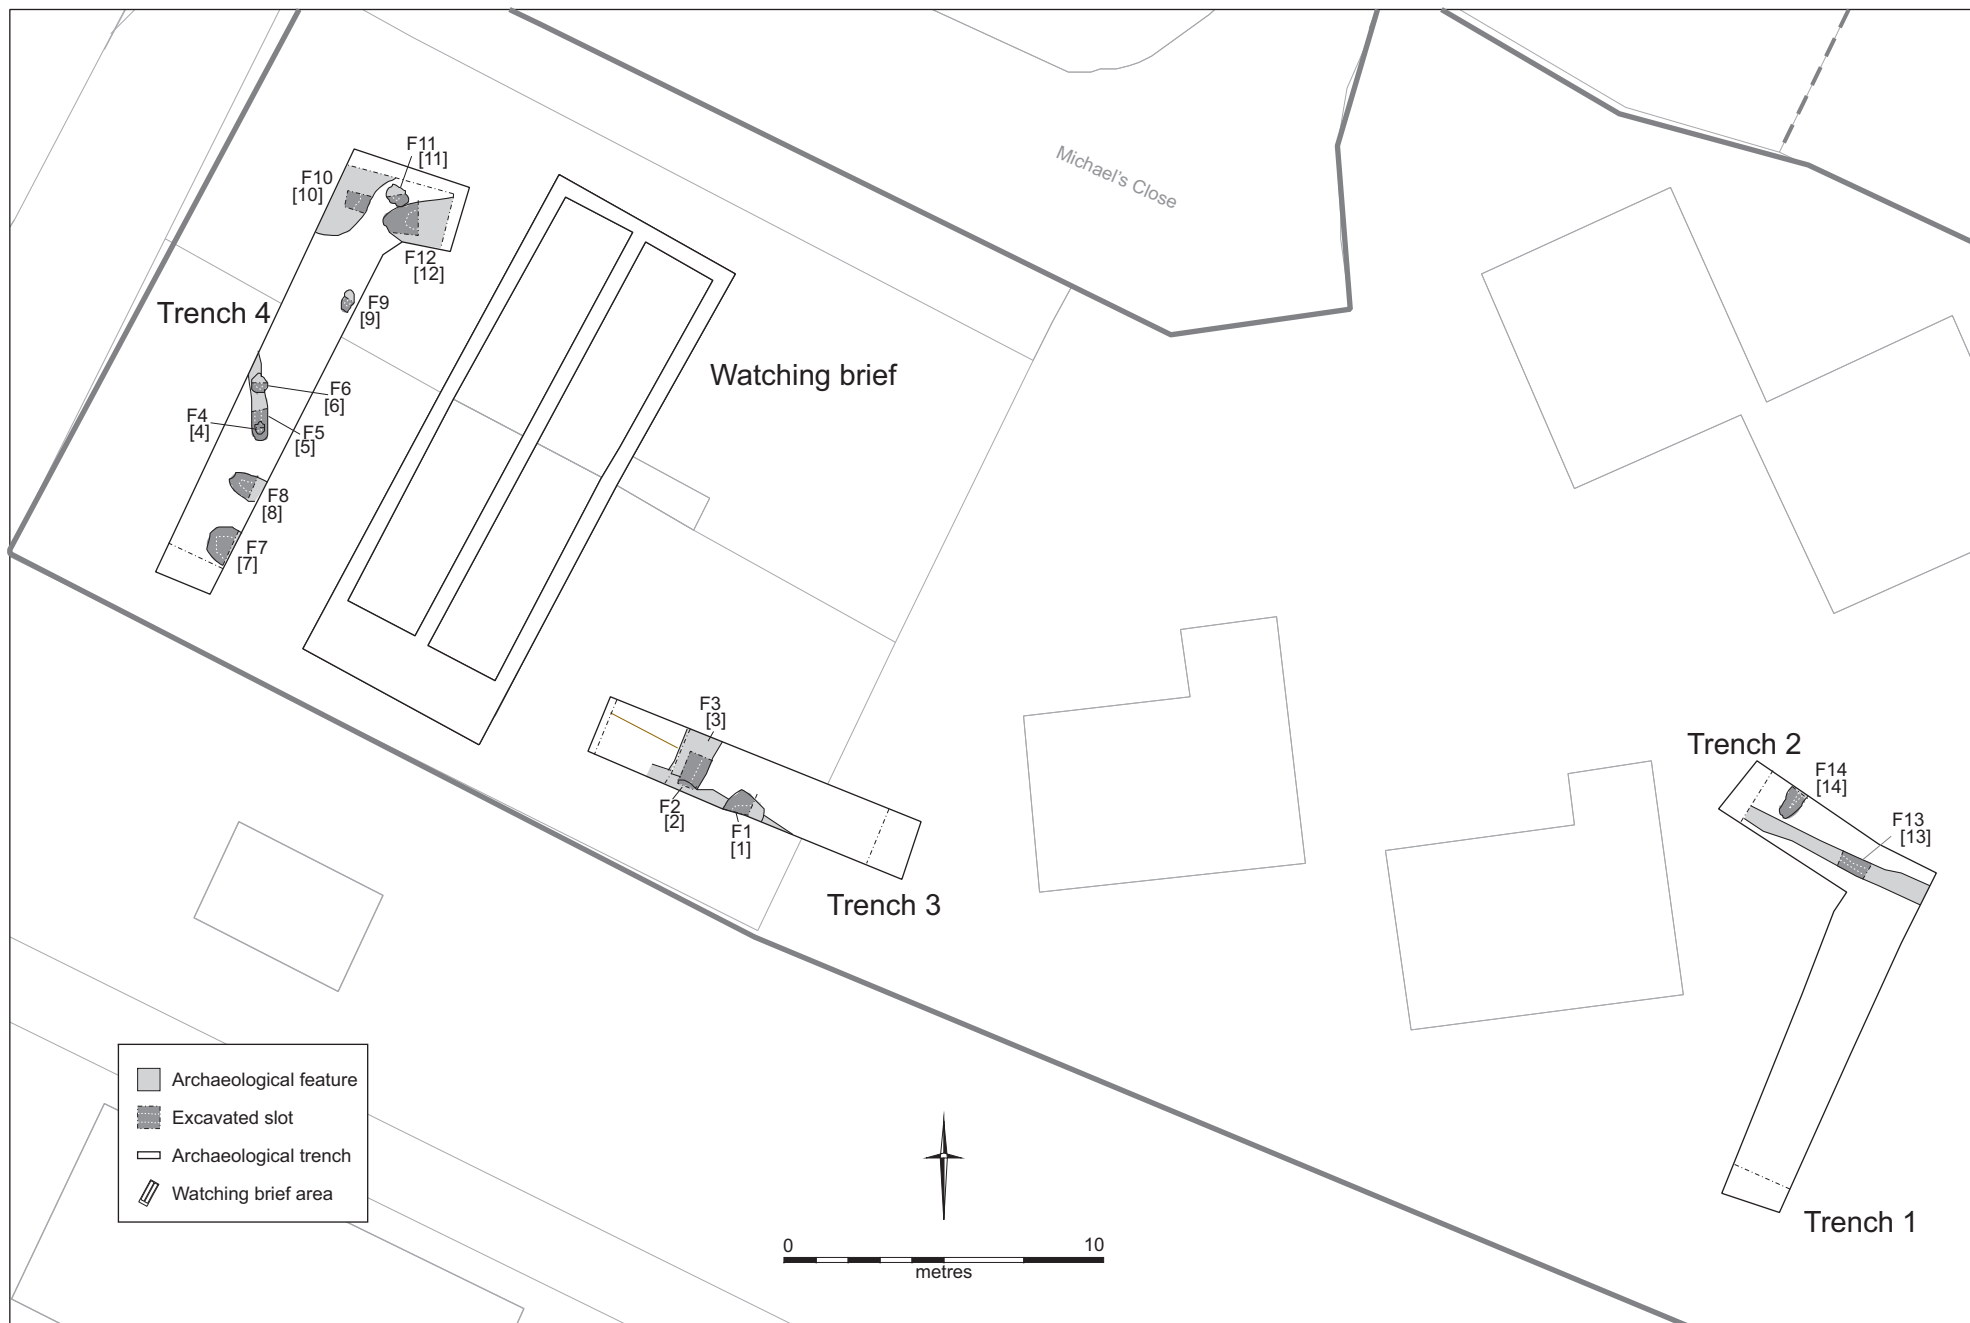 Michael's Close
F11
[11]
F10
[10]
F12
[12]
F9
[9]
Trench 4
Watching brief
F6
[6]
F4
[4]
F5
[5]
F8
[8]
F7
[7]
F3
[3]
F2
[2]
F1
[1]
Trench 3
Trench 2
F14
[14]
F13
[13]
Trench 1
Archaeological feature
Excavated slot
Archaeological trench
Watching brief area
0 10
metres